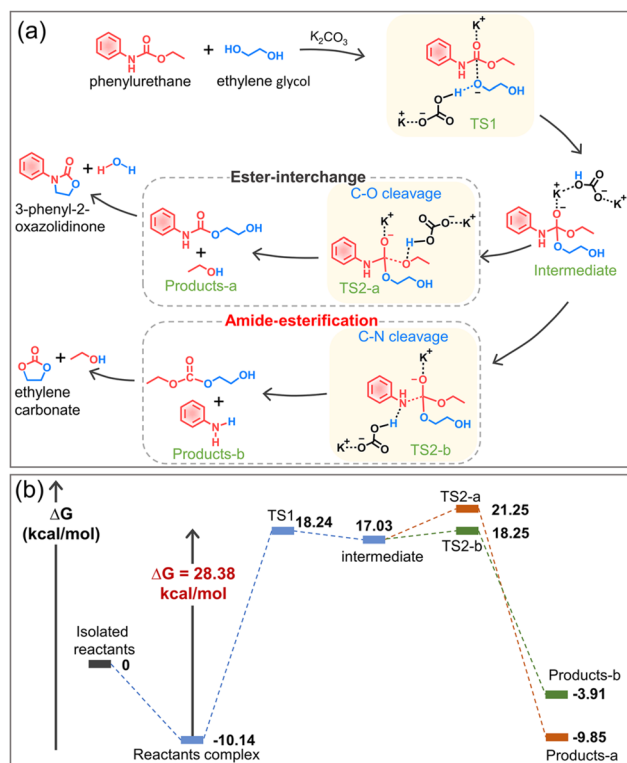 (a)
K2CO3
phenylurethane + ethylene glycol
TS1
Ester-interchange
C-O cleavage
3-phenyl-2-
oxazolidinone
Products-a
TS2-a
Intermediate
Amide-esterification
C-N cleavage
ethylene
carbonate
Products-b
TS2-b
(b)
ΔG
(kcal/mol)
Isolated
reactants
0
ΔG = 28.38
kcal/mol
-10.14
Reactants complex
TS1
18.24
17.03
intermediate
TS2-a
21.25
18.25
TS2-b
Products-b
-3.91
-9.85
Products-a